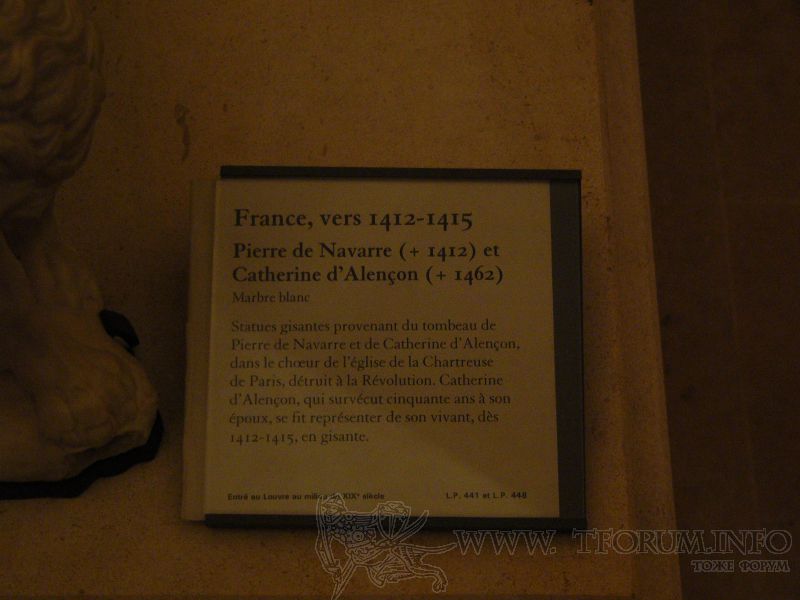 France, vers 1412-1415
Pierre de Navarre (+ 1412) et
Catherine d'Alençon (+ 1462)
Marbre blanc
Statues gisantes provenant du tombeau de
Pierre de Navarre et de Catherine d'Alençon,
dans le chœur de l'église de la Chartreuse
de Paris, détruit à la Révolution. Catherine
d'Alençon, qui survécut cinquante ans à son
époux, se fit représenter de son vivant, dès
1412-1415, en gisante.
Entré au Louvre au milieu du XIXe siècle
L.P. 441 et L.P. 448
www.TFORUM.INFO
ТОЖЕ ФОРУМ